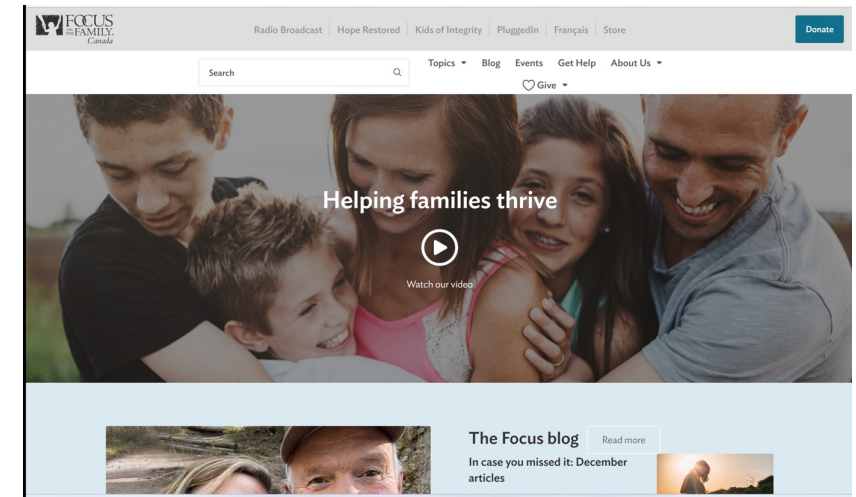 FOCUS
ON THE
FAMILY.
Canada
Radio Broadcast
Hope Restored
Kids of Integrity
PluggedIn
Français
Store
Donate
Search
Topics
Blog
Events
Get Help
About Us
Give
Helping families thrive
Watch our video
The Focus blog
Read more
In case you missed it: December
articles